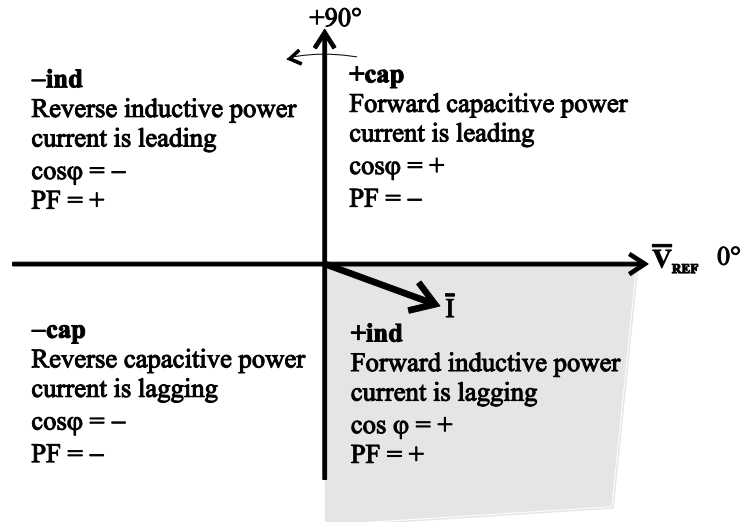 +90°
–ind
Reverse inductive power
current is leading
cosφ = –
PF = +
+cap
Forward capacitive power
current is leading
cosφ = +
PF = –
V̅REF 0°
I̅
–cap
Reverse capacitive power
current is lagging
cosφ = –
PF = –
+ind
Forward inductive power
current is lagging
cos φ = +
PF = +